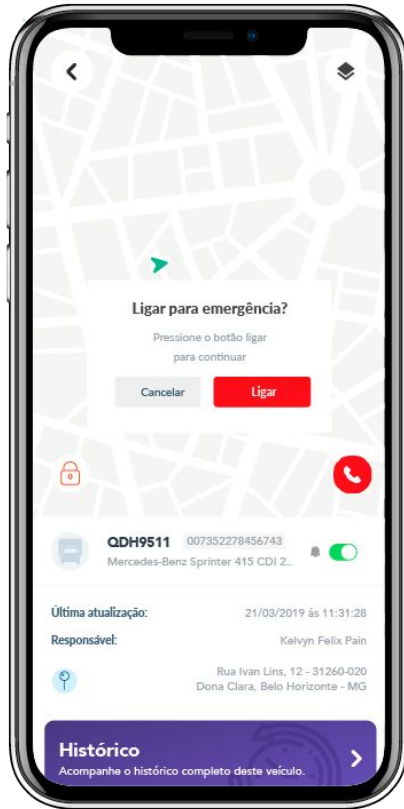 Ligar para emergência?
Pressione o botão ligar
para continuar
Cancelar Ligar
QDH9511 007352278456743
Mercedes-Benz Sprinter 415 CDI 2..
Última atualização: 21/03/2019 ás 11:31:28
Responsável: Kelvyn Felix Pain
Rua Ivan Lins, 12 - 31260-020
Dona Clara, Belo Horizonte - MG
Histórico
Acompanhe o histórico completo deste veículo.